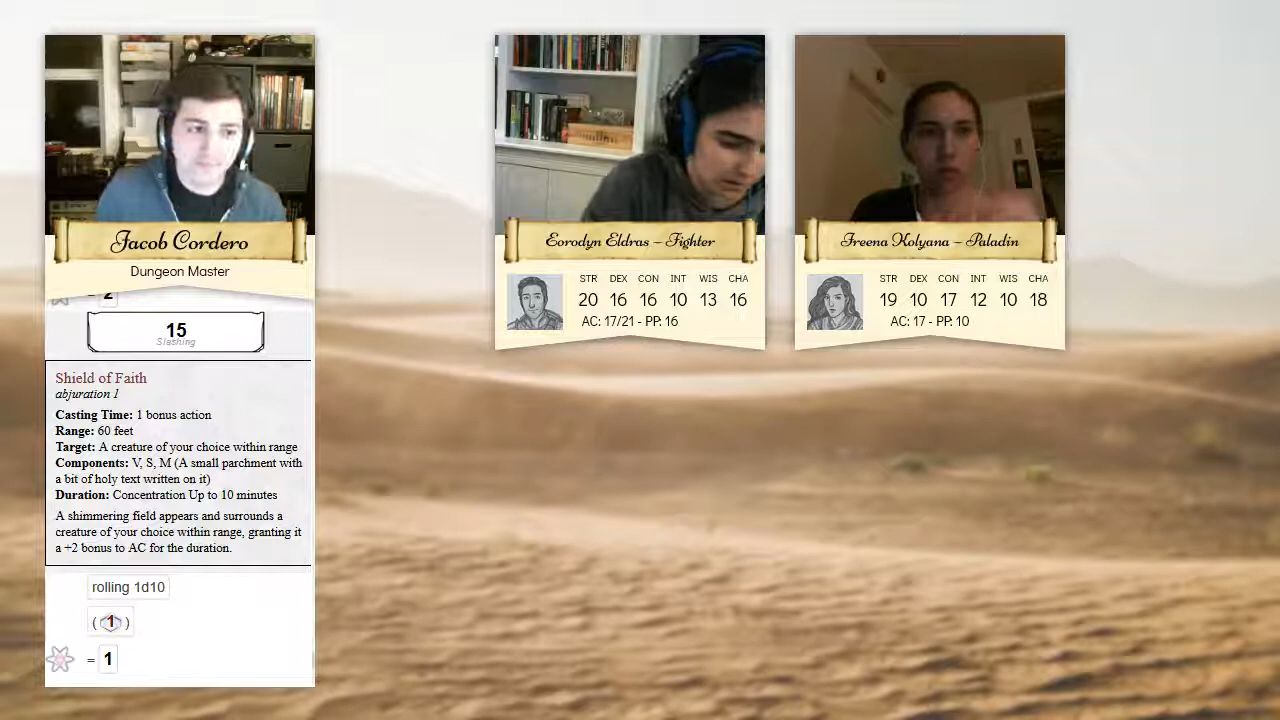 Jacob Cordero
Dungeon Master
= 2
15
Slashing
Shield of Faith
abjuration 1
Casting Time: 1 bonus action
Range: 60 feet
Target: A creature of your choice within range
Components: V, S, M (A small parchment with
a bit of holy text written on it)
Duration: Concentration Up to 10 minutes
A shimmering field appears and surrounds a
creature of your choice within range, granting it
a +2 bonus to AC for the duration.
rolling 1d10
(1)
= 1
Eorodyn Eldras – Fighter
STR DEX CON INT WIS CHA
20 16 16 10 13 16
AC: 17/21 - PP: 16
Freena Kolyana – Paladin
STR DEX CON INT WIS CHA
19 10 17 12 10 18
AC: 17 - PP: 10